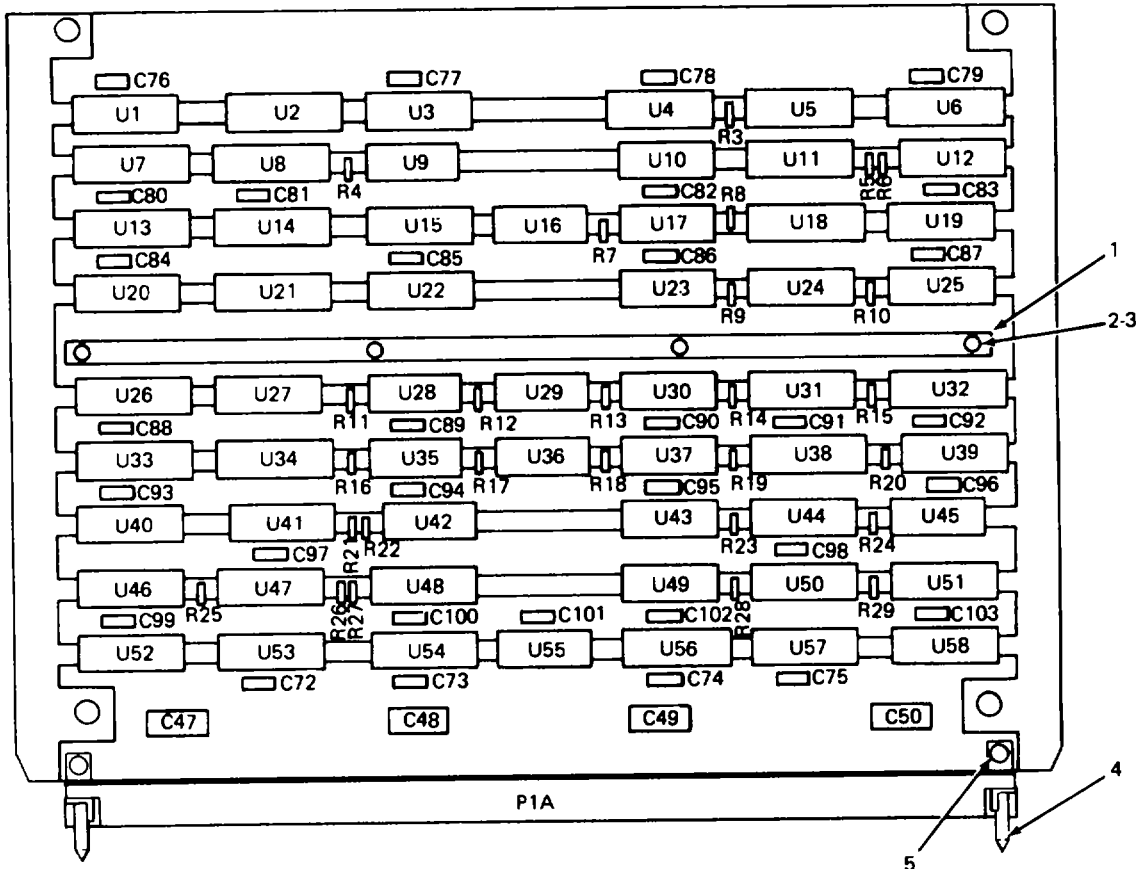 C76 C77 C78 C79
U1 U2 U3 U4 U5 U6
R3
U7 U8 U9 U10 U11 U12
R4 R5 R6
C80 C81 C82 R8 C83
U13 U14 U15 U16 U17 U18 U19
R7
C84 C85 C86 C87
1
U20 U21 U22 U23 U24 U25
R9 R10
2-3
U26 U27 U28 U29 U30 U31 U32
R11 R12 R13 R14 R15
C88 C89 C90 C91 C92
U33 U34 U35 U36 U37 U38 U39
R16 R17 R18 R19 R20
C93 C94 C95 C96
U40 U41 U42 U43 U44 U45
R21 R22 R23 R24
C97 C98
U46 U47 U48 U49 U50 U51
R25 R26 R27 R28 R29
C99 C100 C101 C102 C103
U52 U53 U54 U55 U56 U57 U58
C72 C73 C74 C75
C47 C48 C49 C50
4
P1A
5